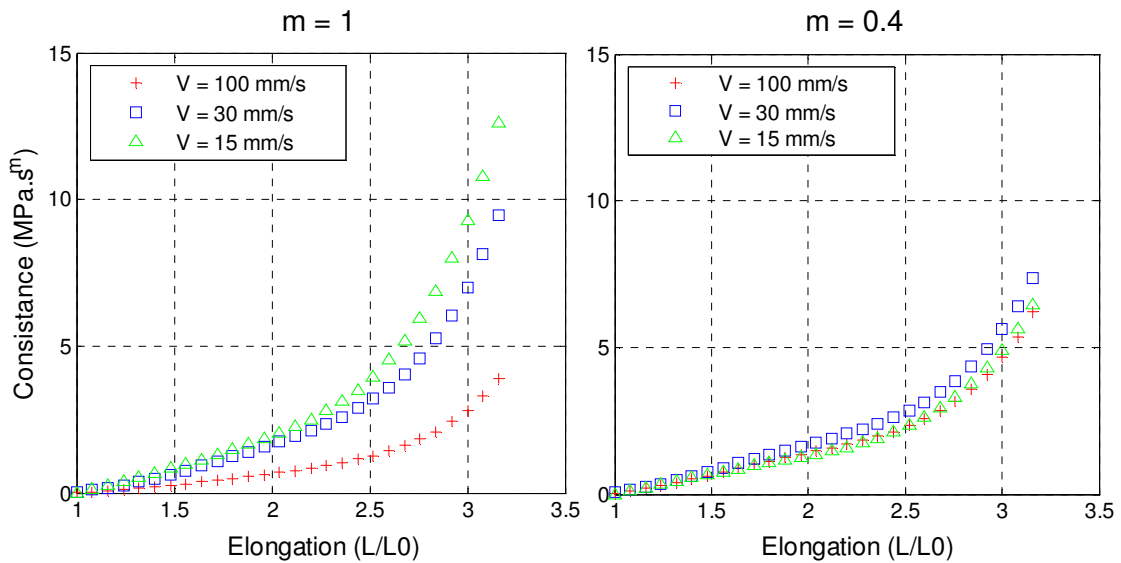 m = 1
15
10
5
0
1
1.5
2
2.5
3
3.5
Consistance (MPa.s^m)
Elongation (L/L0)
V = 100 mm/s
V = 30 mm/s
V = 15 mm/s
m = 0.4
15
10
5
0
1
1.5
2
2.5
3
3.5
Elongation (L/L0)
V = 100 mm/s
V = 30 mm/s
V = 15 mm/s